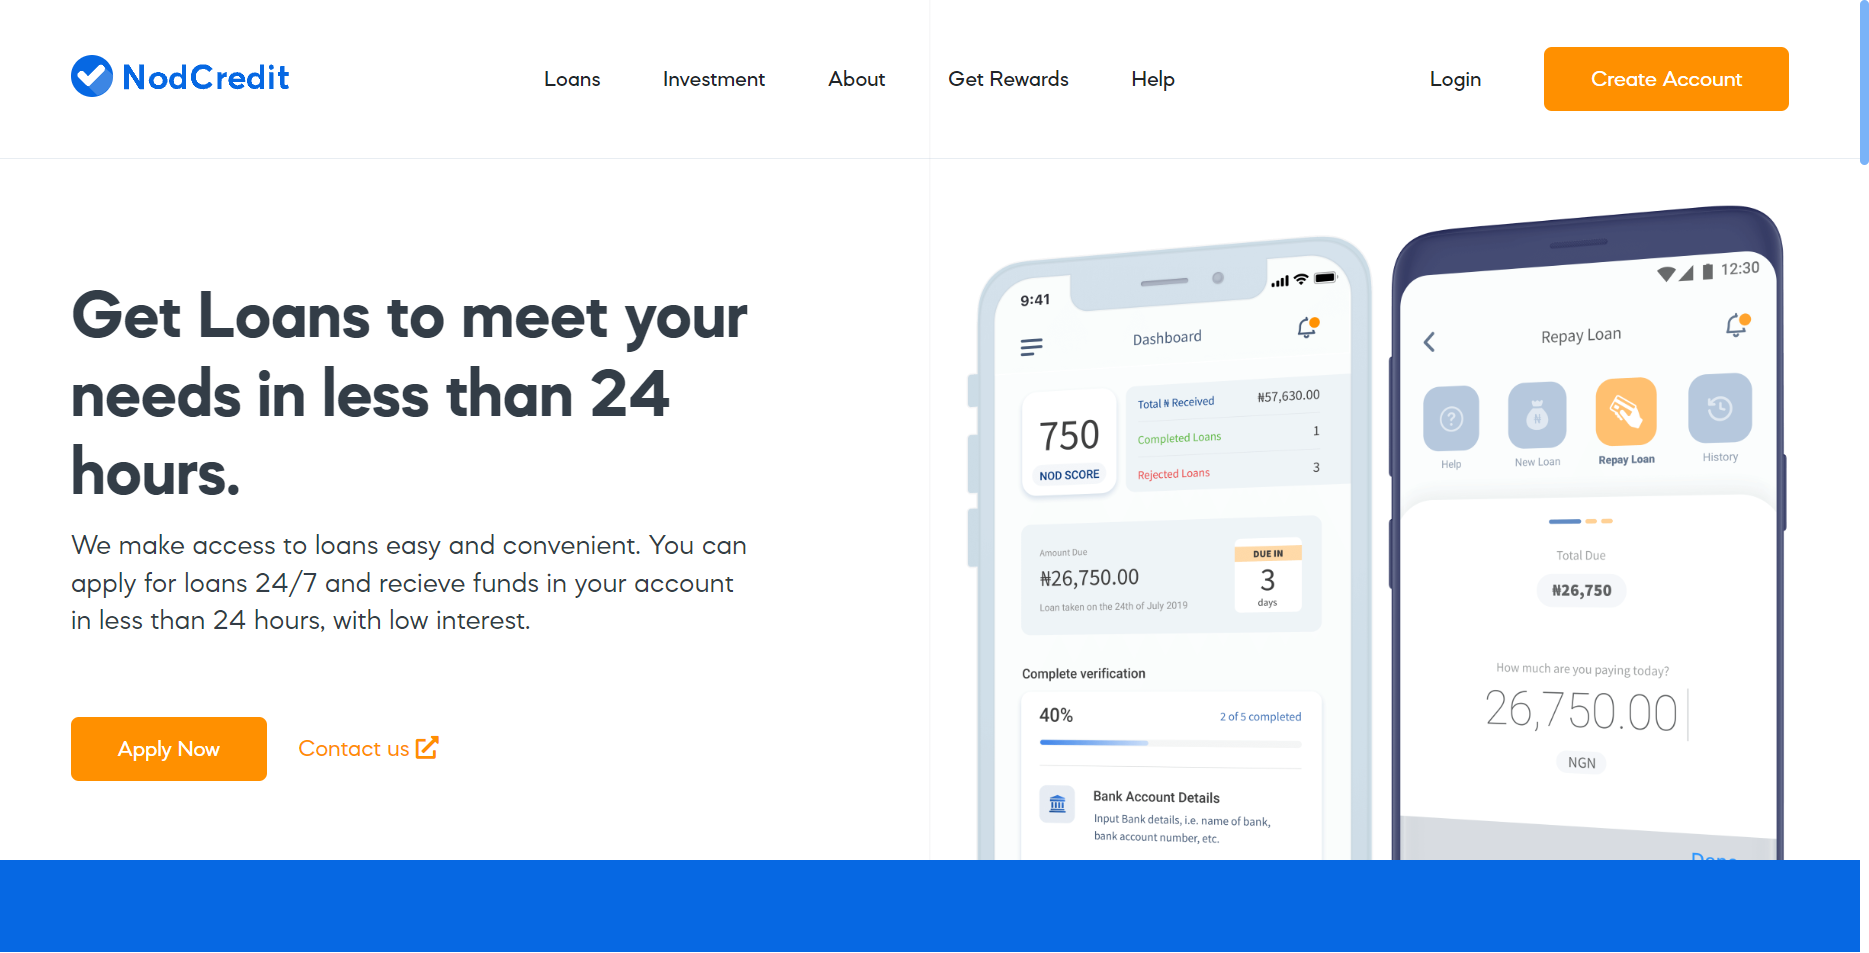 NodCredit
Loans
Investment
About
Get Rewards
Help
Login
Create Account
Get Loans to meet your
needs in less than 24
hours.
We make access to loans easy and convenient. You can
apply for loans 24/7 and recieve funds in your account
in less than 24 hours, with low interest.
Apply Now
Contact us
9:41
Dashboard
750
NOD SCORE
Total ₦ Received
₦57,630.00
Completed Loans
1
Rejected Loans
3
Amount Due
₦26,750.00
Loan taken on the 24th of July 2019
DUE IN
3
days
Complete verification
40%
2 of 5 completed
Bank Account Details
Input Bank details, i.e. name of bank,
bank account number, etc.
12:30
Repay Loan
Help
New Loan
Repay Loan
History
Total Due
₦26,750
How much are you paying today?
26,750.00
NGN
Done